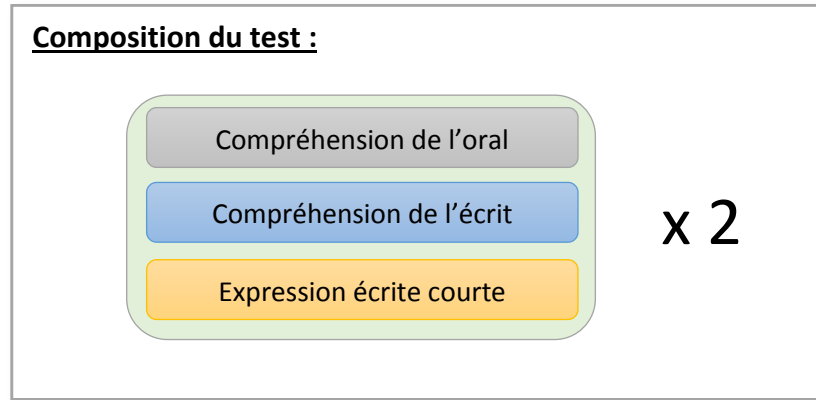 Composition du test :
Compréhension de l’oral
Compréhension de l’écrit
Expression écrite courte
x 2